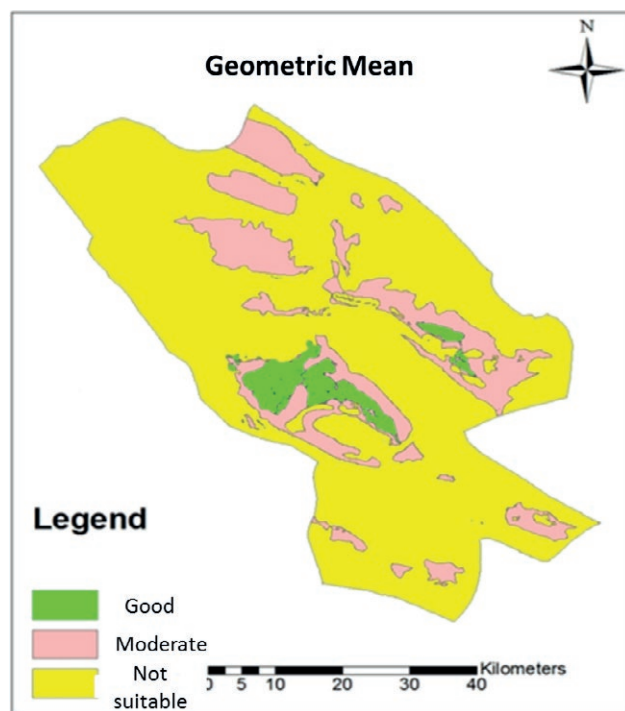 N
Geometric Mean
Legend
Good
Moderate
Not
suitable
Kilometers
0 5 10 20 30 40